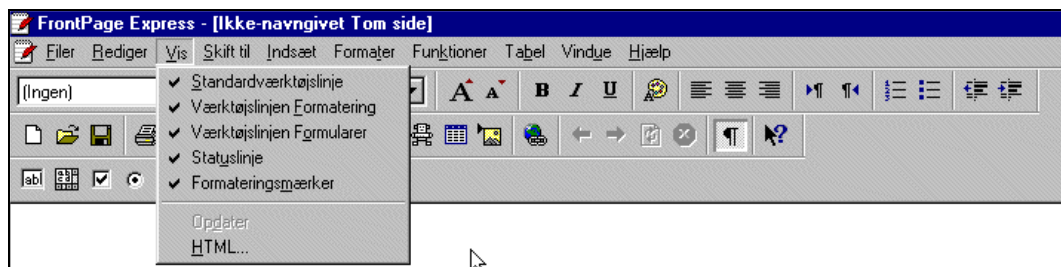 FrontPage Express - [Ikke-navngivet Tom side]
Filer Rediger Vis Skift til Indsæt Formater Funktioner Tabel Vindue Hjælp
(Ingen)
A A B I U
Standardværktøjslinje
Værktøjslinjen Formatering
Værktøjslinjen Formularer
Statuslinje
Formateringsmærker
Opdater
HTML...
abl